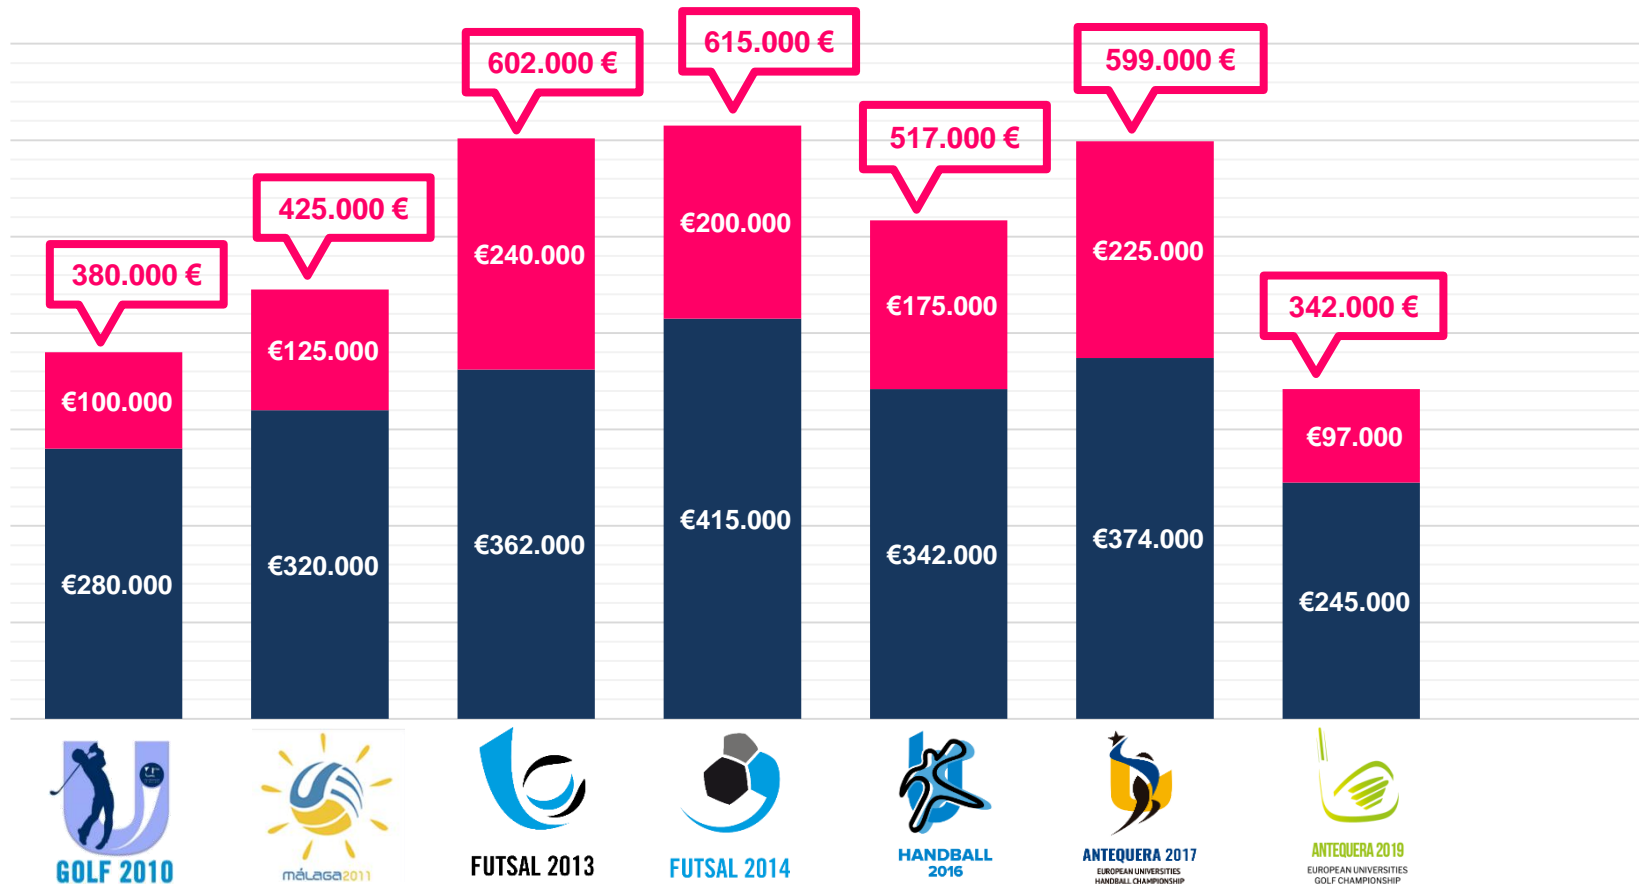 615.000 €
602.000 €
599.000 €
517.000 €
425.000 €
380.000 €
342.000 €
€240.000
€200.000
€225.000
€175.000
€125.000
€100.000
€97.000
€280.000
€320.000
€362.000
€415.000
€342.000
€374.000
€245.000
GOLF 2010
málaga2011
FUTSAL 2013
FUTSAL 2014
HANDBALL
2016
ANTEQUERA 2017
EUROPEAN UNIVERSITIES
HANDBALL CHAMPIONSHIP
ANTEQUERA 2019
EUROPEAN UNIVERSITIES
GOLF CHAMPIONSHIP